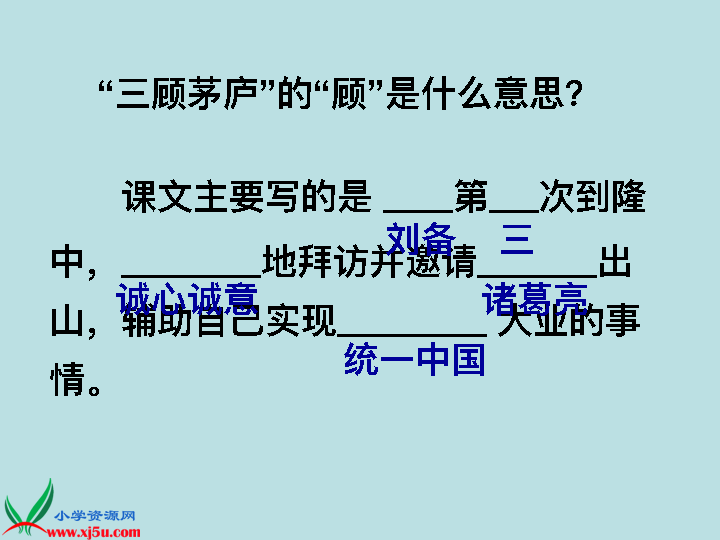 “三顾茅庐”的“顾”是什么意思?
课文主要写的是 ____第___次到隆
刘备 三
中，________地拜访并邀请_______出
诚心诚意 诸葛亮
山，辅助自己实现_________ 大业的事
统一中国
情。
小学资源网
www.xj5u.com